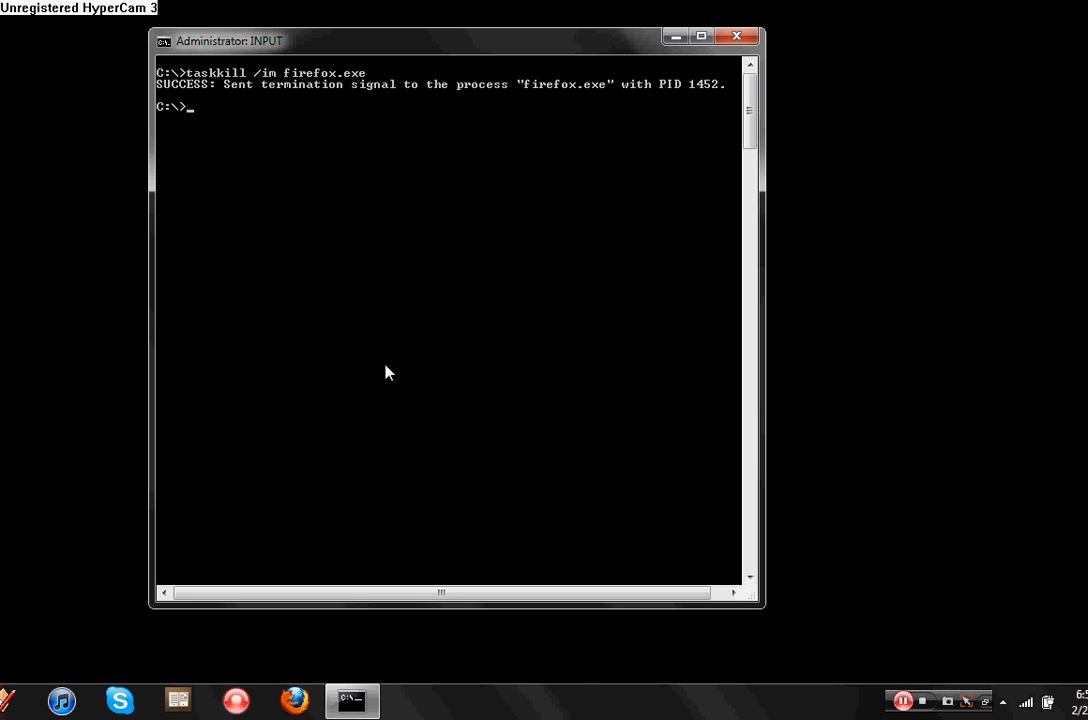 Unregistered HyperCam 3
Administrator: INPUT
C:\>taskkill /im firefox.exe
SUCCESS: Sent termination signal to the process "firefox.exe" with PID 1452.
C:\>_